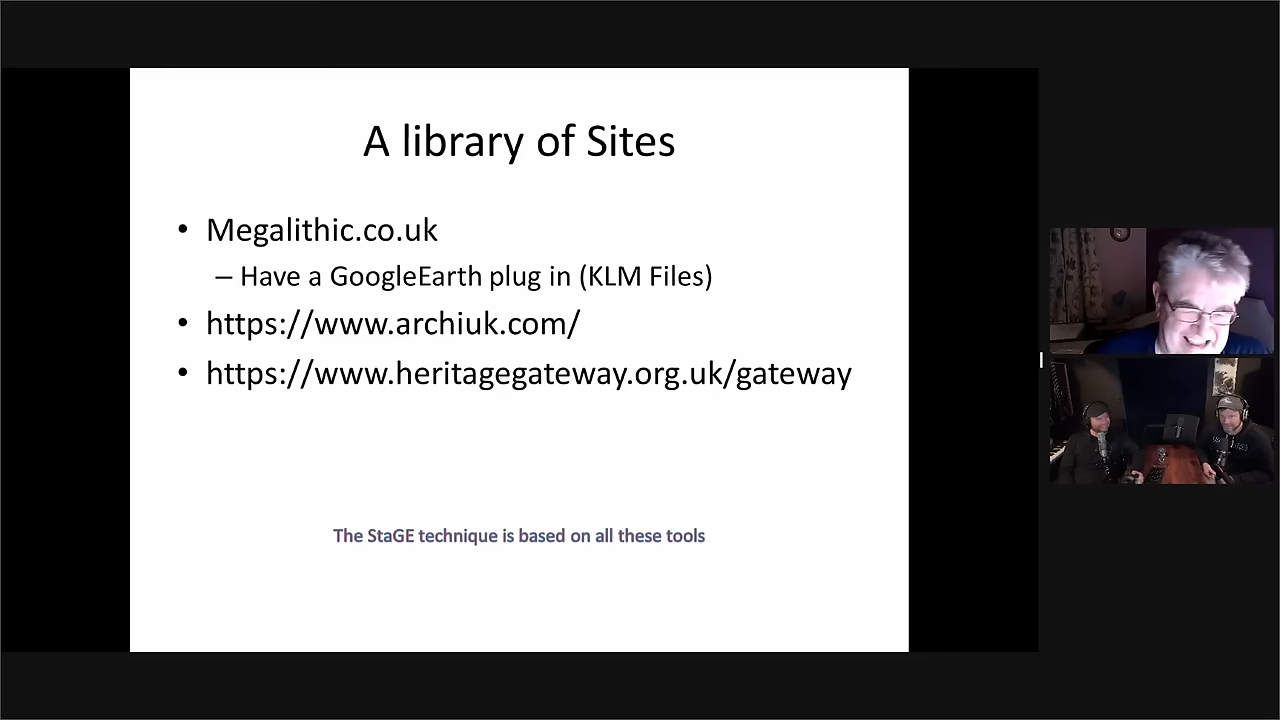 A library of Sites
• Megalithic.co.uk
– Have a GoogleEarth plug in (KLM Files)
• https://www.archiuk.com/
• https://www.heritagegateway.org.uk/gateway
The StaGE technique is based on all these tools